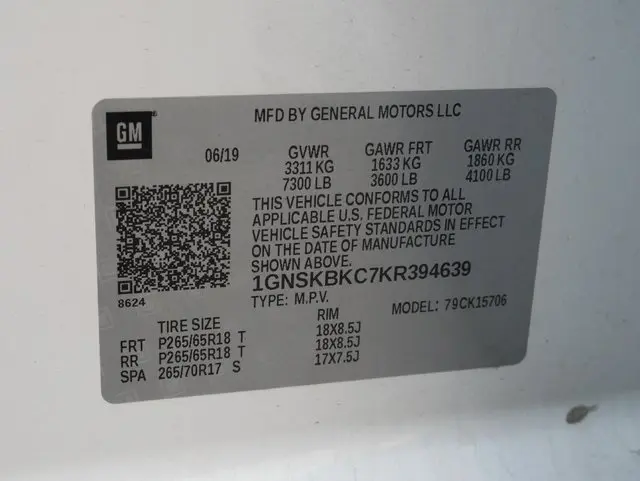 GM
MFD BY GENERAL MOTORS LLC
06/19 GVWR GAWR FRT GAWR RR
3311 KG 1633 KG 1860 KG
7300 LB 3600 LB 4100 LB
THIS VEHICLE CONFORMS TO ALL
APPLICABLE U.S. FEDERAL MOTOR
VEHICLE SAFETY STANDARDS IN EFFECT
ON THE DATE OF MANUFACTURE
SHOWN ABOVE.
1GNSKBKC7KR394639
8624
TYPE: M.P.V. MODEL: 79CK15706
TIRE SIZE RIM
FRT P265/65R18 T 18X8.5J
RR P265/65R18 T 18X8.5J
SPA 265/70R17 S 17X7.5J